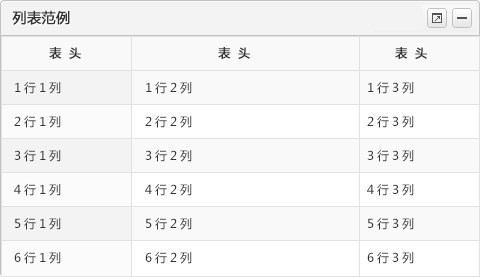 列表范例
表 头 表 头 表 头
1 行 1 列 1 行 2 列 1 行 3 列
2 行 1 列 2 行 2 列 2 行 3 列
3 行 1 列 3 行 2 列 3 行 3 列
4 行 1 列 4 行 2 列 4 行 3 列
5 行 1 列 5 行 2 列 5 行 3 列
6 行 1 列 6 行 2 列 6 行 3 列